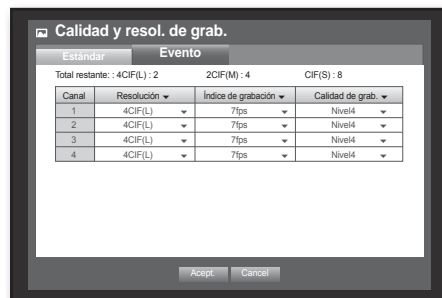 Calidad y resol. de grab.
Estándar Evento
Total restante: : 4CIF(L) : 2 2CIF(M) : 4 CIF(S) : 8
Canal Resolución Índice de grabación Calidad de grab.
1 4CIF(L) 7fps Nivel4
2 4CIF(L) 7fps Nivel4
3 4CIF(L) 7fps Nivel4
4 4CIF(L) 7fps Nivel4
Acept. Cancel